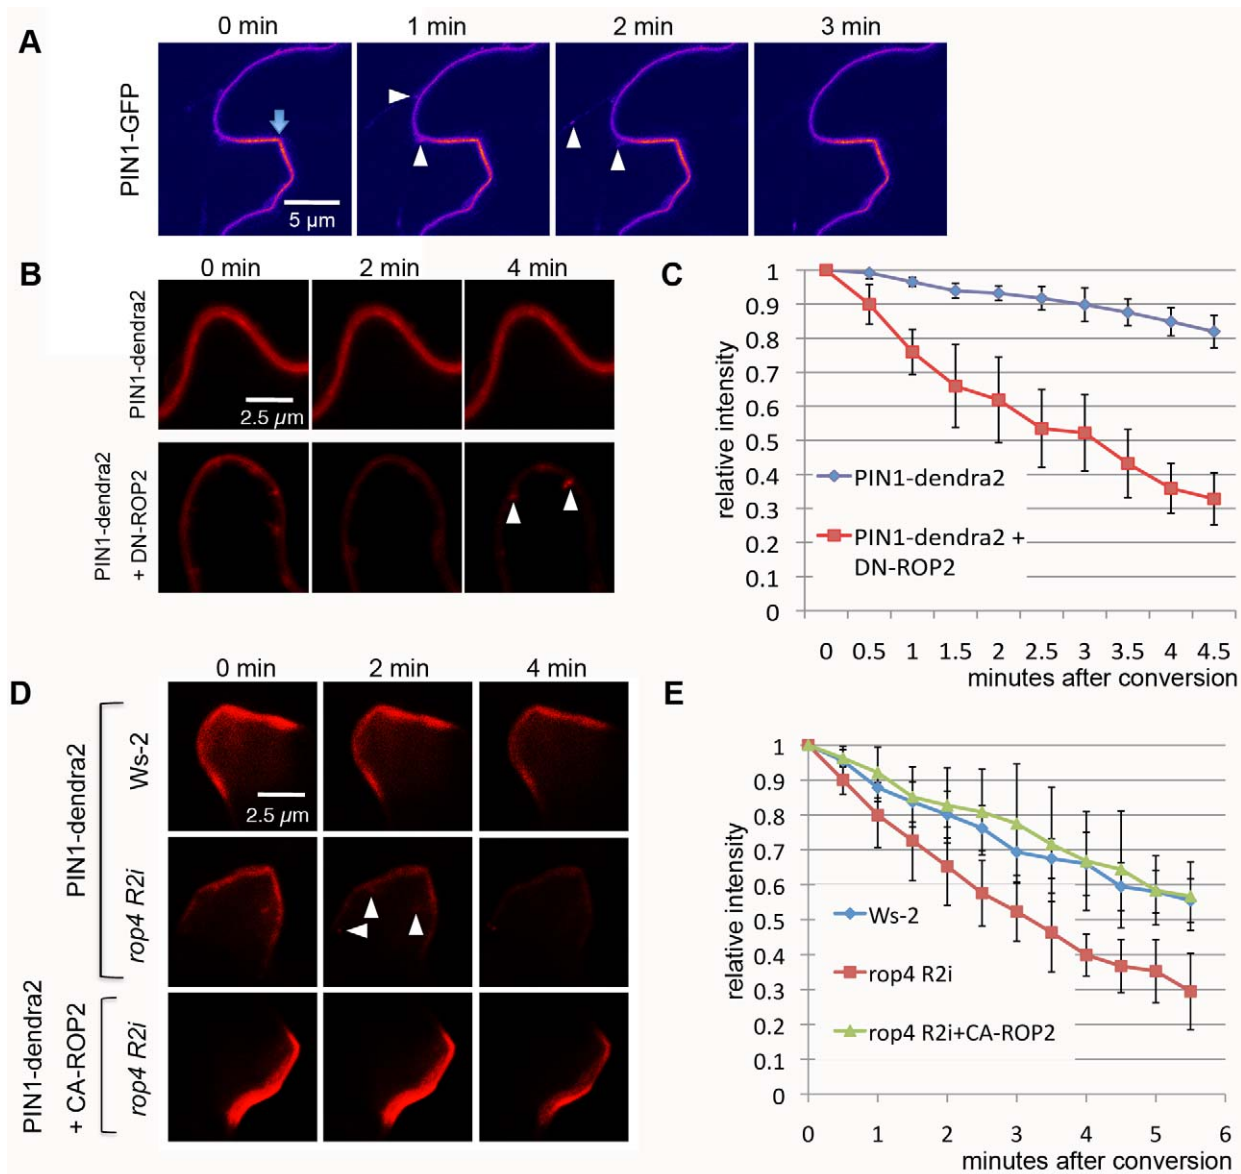 A
0 min 1 min 2 min 3 min
PIN1-GFP
5 µm
B
0 min 2 min 4 min
PIN1-dendra2
2.5 µm
PIN1-dendra2
+ DN-ROP2
C
1
0.9
0.8
0.7
0.6
0.5
0.4
0.3
0.2
0.1
0
relative intensity
PIN1-dendra2
PIN1-dendra2 +
DN-ROP2
0 0.5 1 1.5 2 2.5 3 3.5 4 4.5
minutes after conversion
D
0 min 2 min 4 min
PIN1-dendra2
Ws-2
2.5 µm
rop4 R2i
PIN1-dendra2
+ CA-ROP2
rop4 R2i
E
1
0.9
0.8
0.7
0.6
0.5
0.4
0.3
0.2
0.1
0
relative intensity
Ws-2
rop4 R2i
rop4 R2i+CA-ROP2
0 1 2 3 4 5 6
minutes after conversion